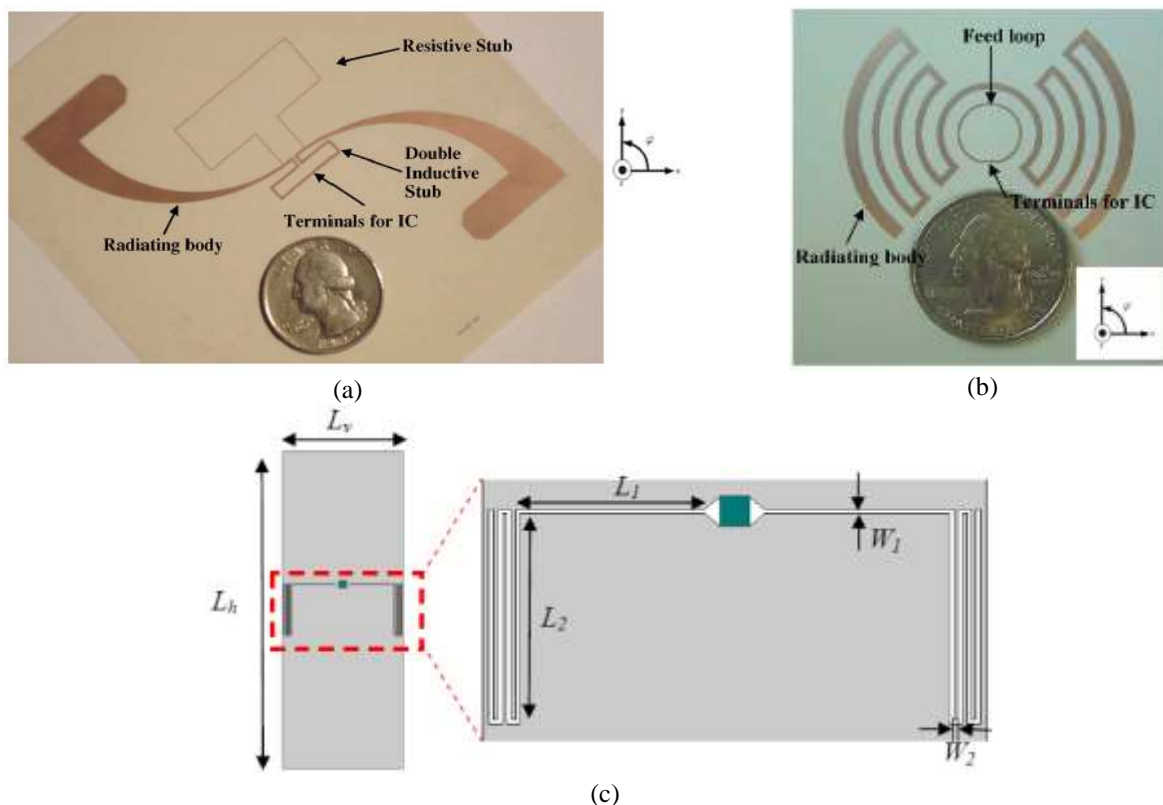 Resistive Stub
Double
Inductive
Stub
Terminals for IC
Radiating body
φ
x
(a)
Feed loop
Terminals for IC
Radiating body
φ
x
(b)
Lv
Lh
L1
W1
L2
W2
(c)